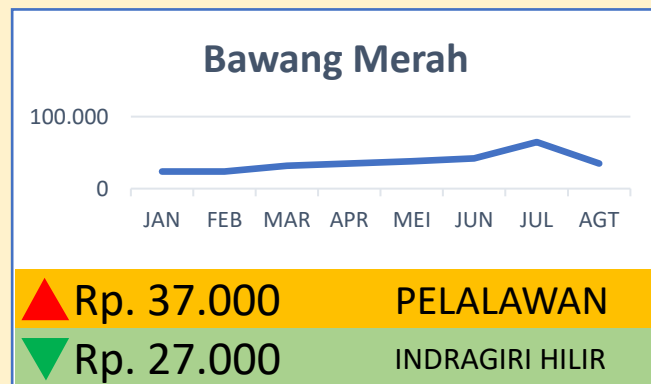 Bawang Merah
100.000
0
JAN FEB MAR APR MEI JUN JUL AGT
Rp. 37.000 PELALAWAN
Rp. 27.000 INDRAGIRI HILIR